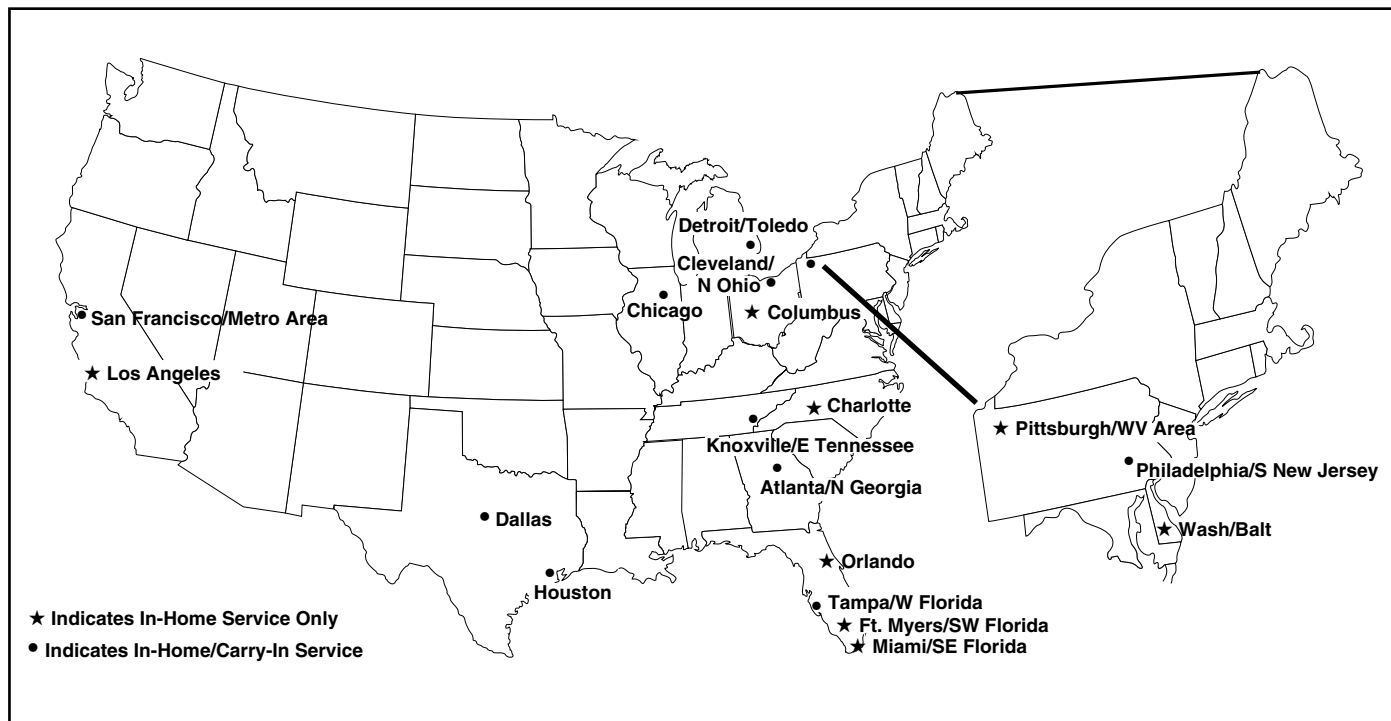 Detroit/Toledo
Cleveland/
N Ohio
Chicago
Columbus
San Francisco/Metro Area
Los Angeles
Charlotte
Knoxville/E Tennessee
Atlanta/N Georgia
Pittsburgh/WV Area
Philadelphia/S New Jersey
Wash/Balt
Dallas
Houston
Orlando
Tampa/W Florida
Ft. Myers/SW Florida
Miami/SE Florida
★ Indicates In-Home Service Only
● Indicates In-Home/Carry-In Service